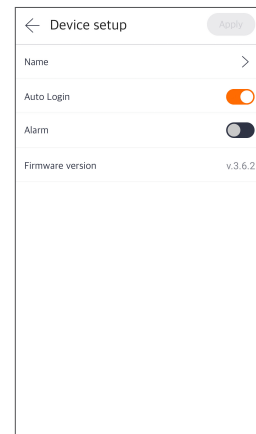 Device setup
Apply
Name
Auto Login
Alarm
Firmware version v.3.6.2